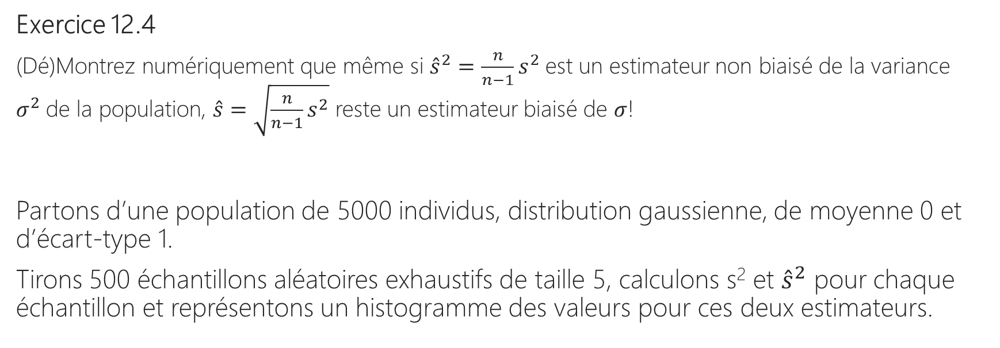 Exercice 12.4
(Dé)Montrez numériquement que même si $\hat{s}^2 = \frac{n}{n-1} s^2$ est un estimateur non biaisé de la variance
$\sigma^2$ de la population, $\hat{s} = \sqrt{\frac{n}{n-1} s^2}$ reste un estimateur biaisé de $\sigma$!
Partons d’une population de 5000 individus, distribution gaussienne, de moyenne 0 et
d’écart-type 1.
Tirons 500 échantillons aléatoires exhaustifs de taille 5, calculons s² et $\hat{s}^2$ pour chaque
échantillon et représentons un histogramme des valeurs pour ces deux estimateurs.